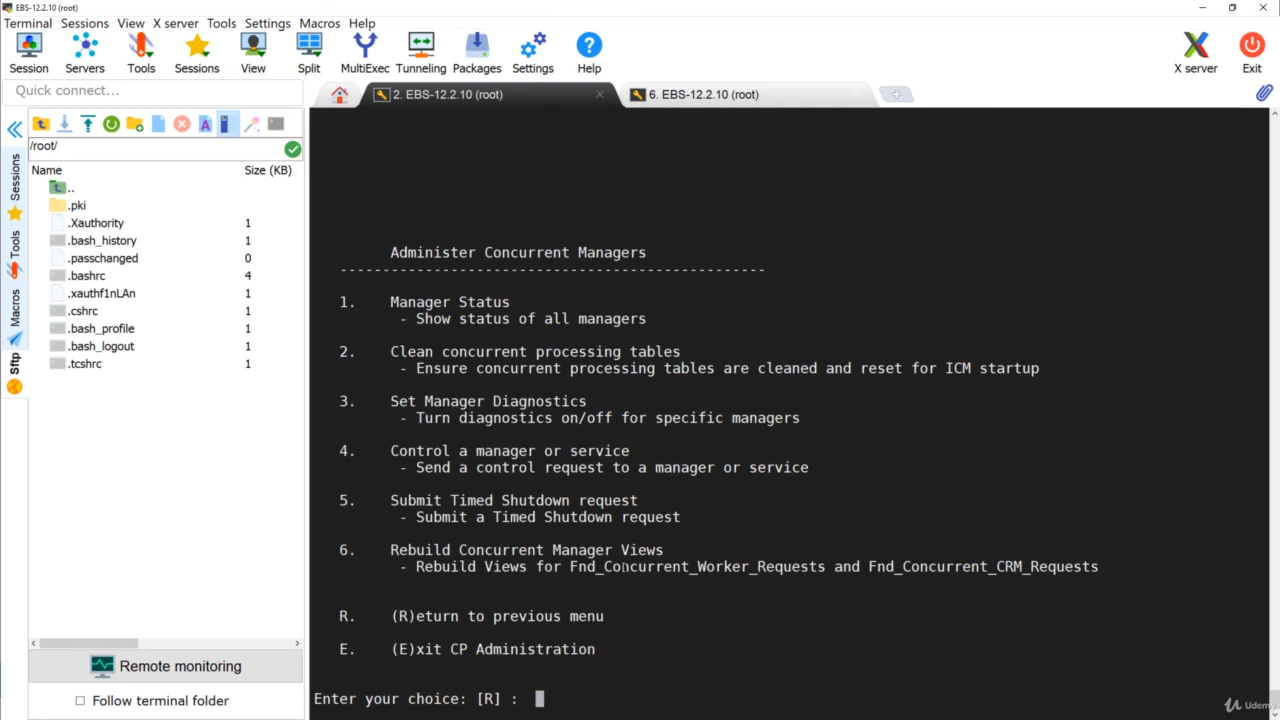 EBS-12.2.10 (root)
Terminal Sessions View X server Tools Settings Macros Help
Session Servers Tools Sessions View Split MultiExec Tunneling Packages Settings Help X server Exit
Quick connect...
2. EBS-12.2.10 (root)
6. EBS-12.2.10 (root)
Sessions
Tools
Macros
Sftp
/root/
Name Size (KB)
..
.pki
.Xauthority 1
.bash_history 1
.passchanged 0
.bashrc 4
.xauthf1nLAn 1
.cshrc 1
.bash_profile 1
.bash_logout 1
.tcshrc 1
Remote monitoring
Follow terminal folder
Administer Concurrent Managers
--------------------------------------------------
1. Manager Status
- Show status of all managers
2. Clean concurrent processing tables
- Ensure concurrent processing tables are cleaned and reset for ICM startup
3. Set Manager Diagnostics
- Turn diagnostics on/off for specific managers
4. Control a manager or service
- Send a control request to a manager or service
5. Submit Timed Shutdown request
- Submit a Timed Shutdown request
6. Rebuild Concurrent Manager Views
- Rebuild Views for Fnd_Concurrent_Worker_Requests and Fnd_Concurrent_CRM_Requests
R. (R)eturn to previous menu
E. (E)xit CP Administration
Enter your choice: [R] :
Udemy